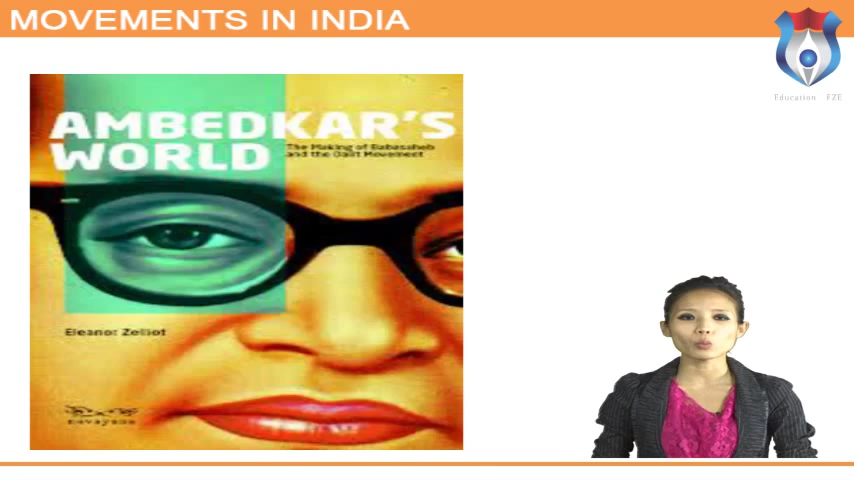 MOVEMENTS IN INDIA
Education FZE
AMBEDKAR'S
WORLD
The Making of Babasaheb
and the Dalit Movement
Eleanor Zelliot
navayana